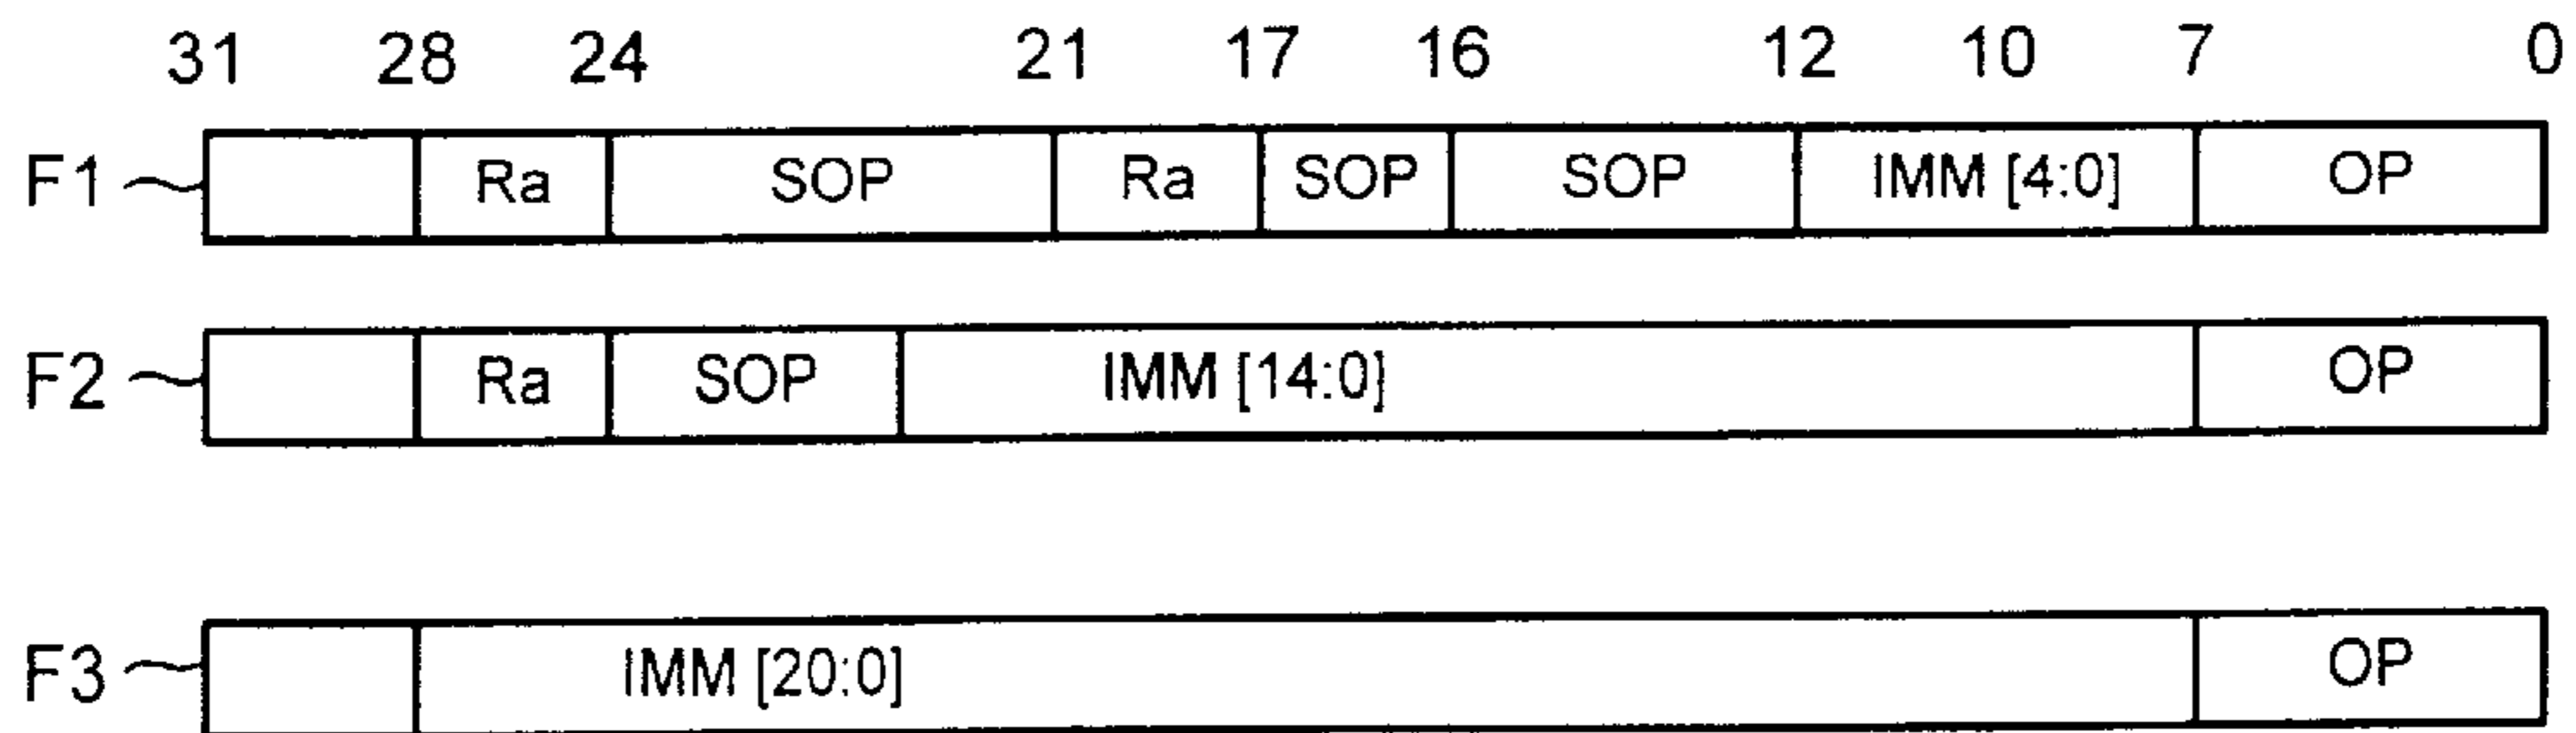 31 28 24 21 17 16 12 10 7 0
F1 Ra SOP Ra SOP SOP IMM [4:0] OP
F2 Ra SOP IMM [14:0] OP
F3 IMM [20:0] OP